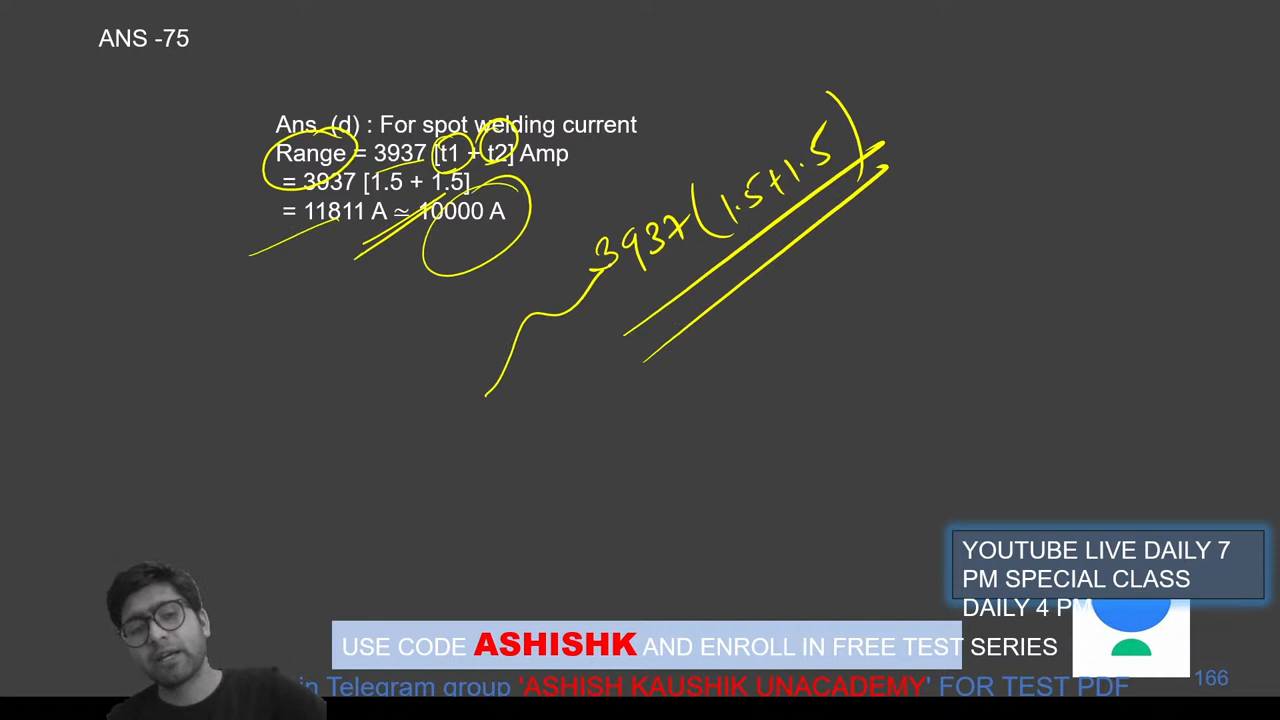 ANS -75
Ans. (d) : For spot welding current
Range = 3937 [t1 + t2] Amp
= 3937 [1.5 + 1.5]
= 11811 A ≃ 10000 A
3937(1.5+1.5)
YOUTUBE LIVE DAILY 7
PM SPECIAL CLASS
DAILY 4 PM
USE CODE ASHISHK AND ENROLL IN FREE TEST SERIES
in Telegram group 'ASHISH KAUSHIK UNACADEMY' FOR TEST PDF
166